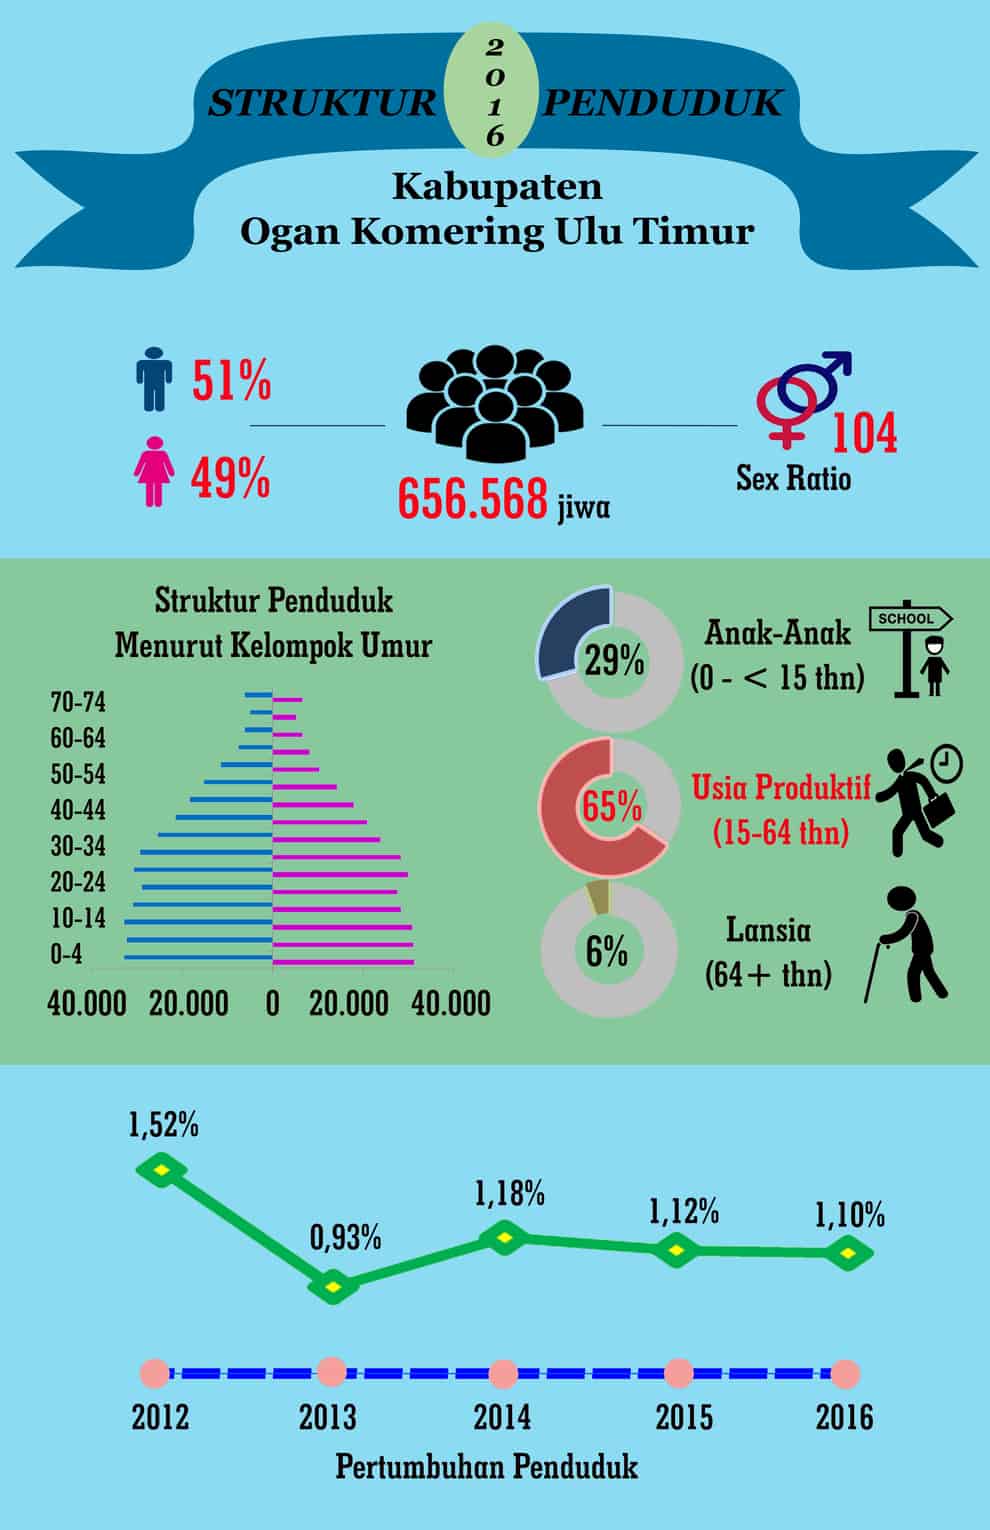 STRUKTUR 2016 PENDUDUK
Kabupaten
Ogan Komering Ulu Timur
51%
49%
656.568 jiwa
104
Sex Ratio
Struktur Penduduk
Menurut Kelompok Umur
70-74
60-64
50-54
40-44
30-34
20-24
10-14
0-4
40.000 20.000 0 20.000 40.000
29%
Anak-Anak
(0 - < 15 thn)
SCHOOL
65%
Usia Produktif
(15-64 thn)
6%
Lansia
(64+ thn)
1,52%
0,93%
1,18%
1,12%
1,10%
2012 2013 2014 2015 2016
Pertumbuhan Penduduk